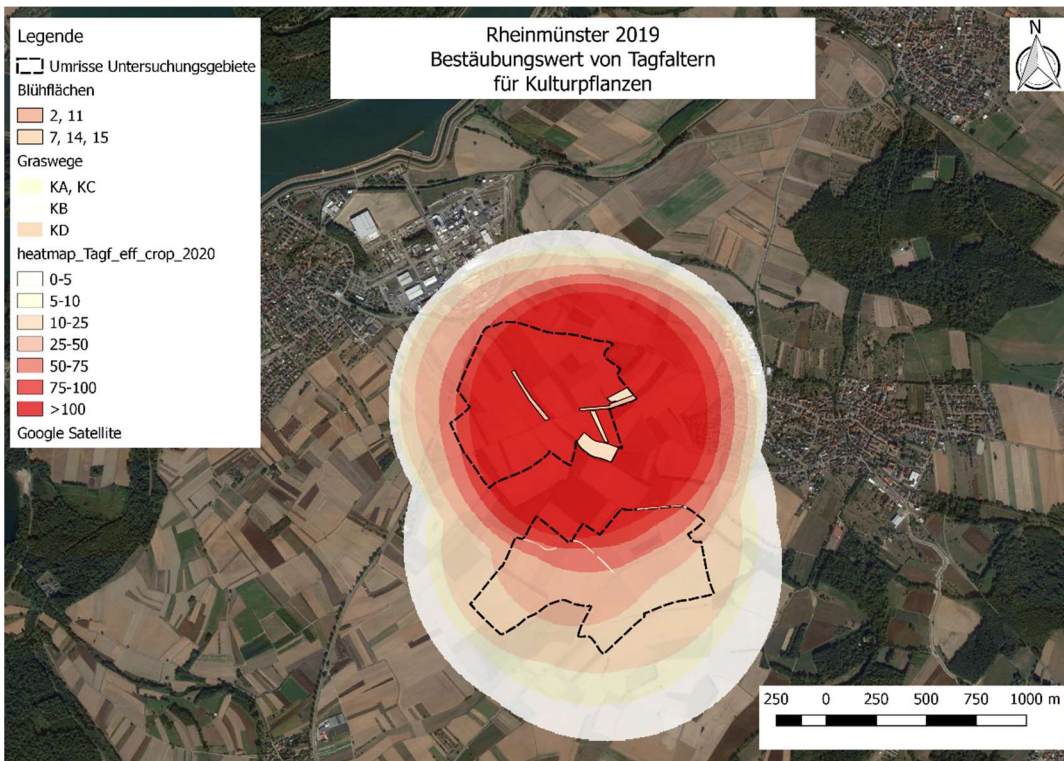 Legende
Umrisse Untersuchungsgebiete
Blühflächen
2, 11
7, 14, 15
Graswege
KA, KC
KB
KD
heatmap_Tagf_eff_crop_2020
0-5
5-10
10-25
25-50
50-75
75-100
>100
Google Satellite
Rheinmünster 2019
Bestäubungswert von Tagfaltern
für Kulturpflanzen
N
250 0 250 500 750 1000 m